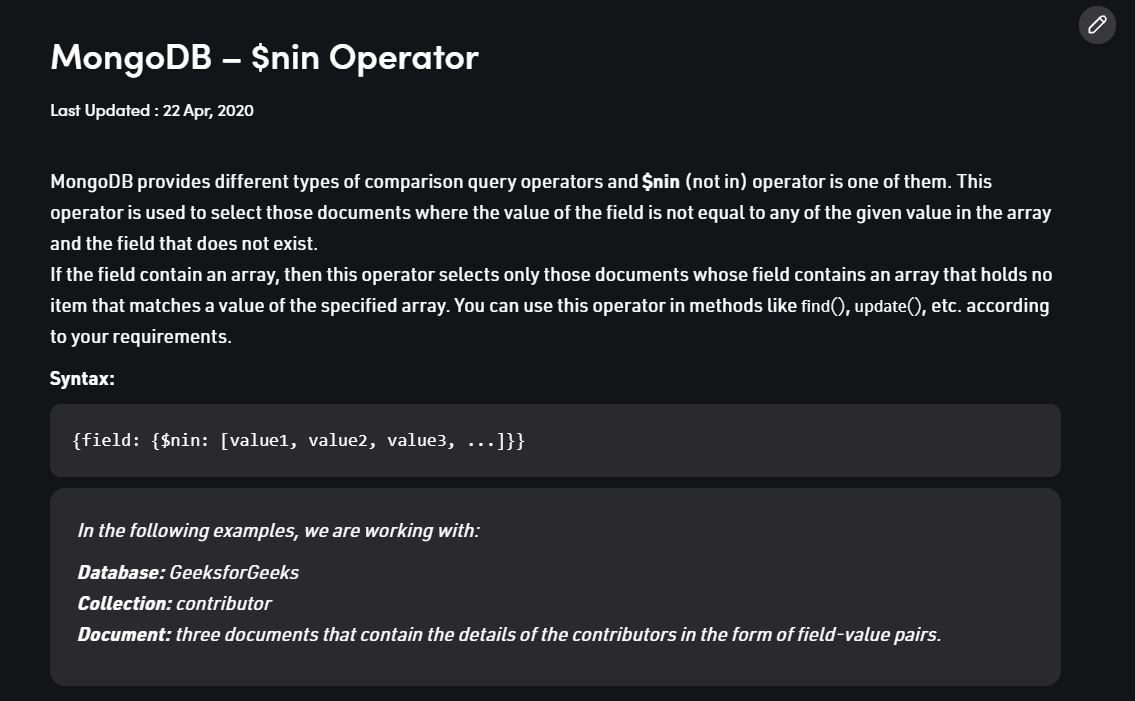 MongoDB – $nin Operator
Last Updated : 22 Apr, 2020
MongoDB provides different types of comparison query operators and $nin (not in) operator is one of them. This
operator is used to select those documents where the value of the field is not equal to any of the given value in the array
and the field that does not exist.
If the field contain an array, then this operator selects only those documents whose field contains an array that holds no
item that matches a value of the specified array. You can use this operator in methods like find(), update(), etc. according
to your requirements.
Syntax:
{field: {$nin: [value1, value2, value3, ...]}}
In the following examples, we are working with:
Database: GeeksforGeeks
Collection: contributor
Document: three documents that contain the details of the contributors in the form of field-value pairs.